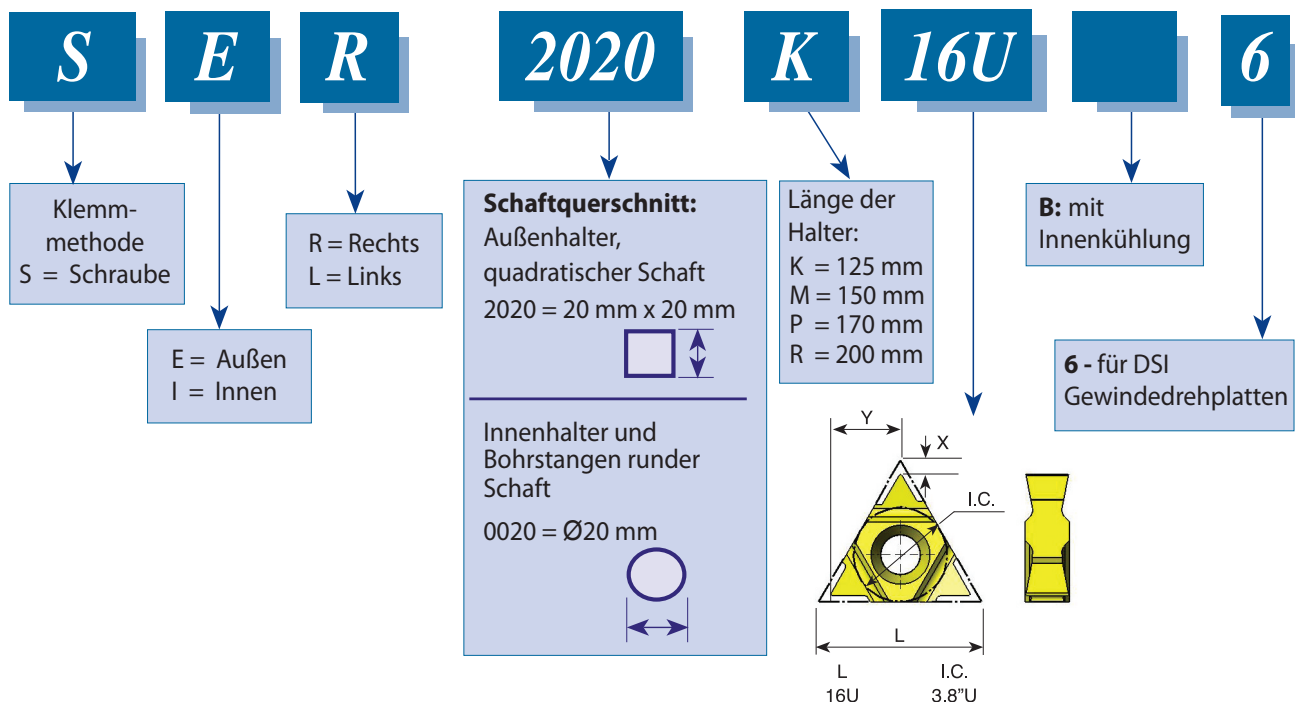 S E R 2020 K 16U 6
Klemm-
methode
S = Schraube
E = Außen
I = Innen
R = Rechts
L = Links
Schaftquerschnitt:
Außenhalter,
quadratischer Schaft
2020 = 20 mm x 20 mm
Innenhalter und
Bohrstangen runder
Schaft
0020 = Ø20 mm
Länge der
Halter:
K = 125 mm
M = 150 mm
P = 170 mm
R = 200 mm
B: mit
Innenkühlung
6 - für DSI
Gewindedrehplatten
Y
X
I.C.
L
L I.C.
16U 3.8”U